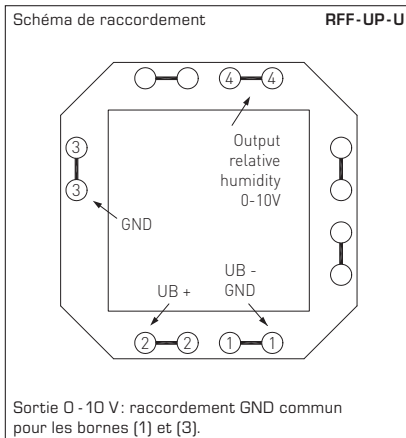 Schéma de raccordement RFF-UP-U
4 4
3
Output
relative
humidity
0-10V
3
GND
UB -
GND
UB +
2 2 1 1
Sortie 0 -10 V: raccordement GND commun
pour les bornes (1) et (3).